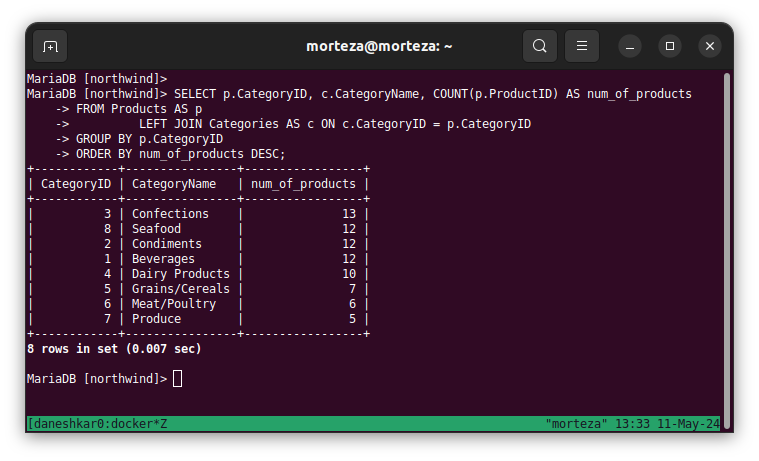 morteza@morteza: ~
MariaDB [northwind]>
MariaDB [northwind]> SELECT p.CategoryID, c.CategoryName, COUNT(p.ProductID) AS num_of_products
    -> FROM Products AS p
    ->          LEFT JOIN Categories AS c ON c.CategoryID = p.CategoryID
    -> GROUP BY p.CategoryID
    -> ORDER BY num_of_products DESC;
+------------+----------------+-----------------+
| CategoryID | CategoryName   | num_of_products |
+------------+----------------+-----------------+
|          3 | Confections    |              13 |
|          8 | Seafood        |              12 |
|          2 | Condiments     |              12 |
|          1 | Beverages      |              12 |
|          4 | Dairy Products |              10 |
|          5 | Grains/Cereals |               7 |
|          6 | Meat/Poultry   |               6 |
|          7 | Produce        |               5 |
+------------+----------------+-----------------+
8 rows in set (0.007 sec)
MariaDB [northwind]>
[daneshkar0:docker*Z "morteza" 13:33 11-May-24